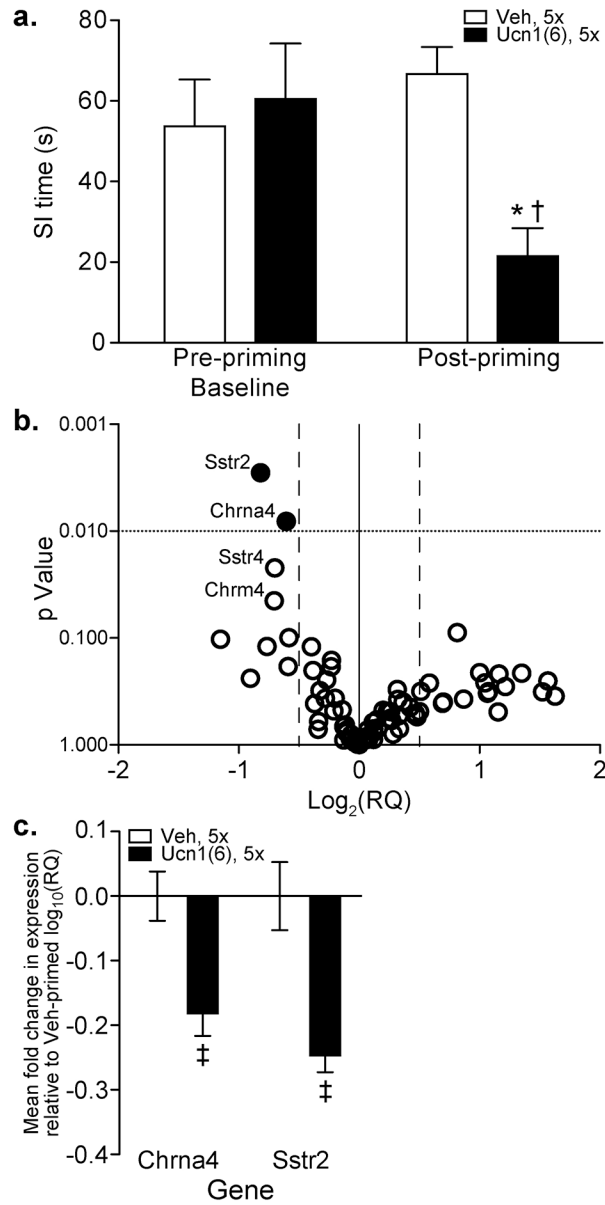 a.
Veh, 5x
Ucn1(6), 5x
80
60
40
20
0
SI time (s)
* †
Pre-priming
Baseline
Post-priming
b.
0.001
0.010
0.100
1.000
p Value
Sstr2
Chrna4
Sstr4
Chrm4
-2
-1
0
1
2
Log2(RQ)
c.
Veh, 5x
Ucn1(6), 5x
0.1
0.0
-0.1
-0.2
-0.3
-0.4
Mean fold change in expression
relative to Veh-primed log10(RQ)
‡
‡
Chrna4
Sstr2
Gene